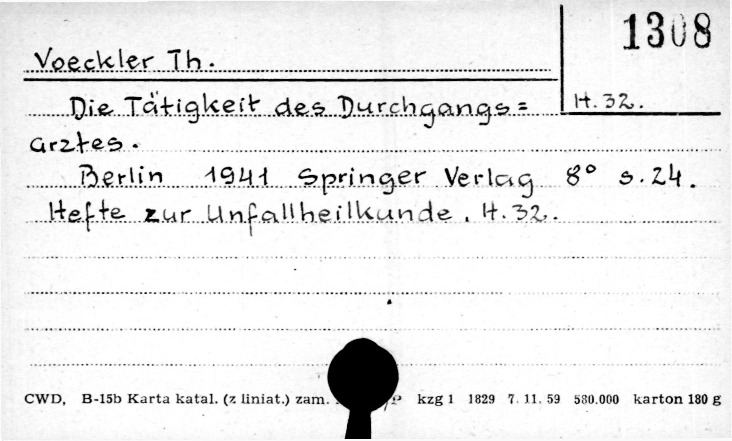 1308
Voeckler Th.
Die Tätigkeit des Durchgangs= H. 32.
arztes.
Berlin 1941 Springer Verlag 8° s. 24.
Hefte zur Unfallheilkunde. H. 32.
CWD, B-15b Karta katal. (z liniat.) zam. kzg 1 1829 7. 11. 59 580.000 karton 180 g